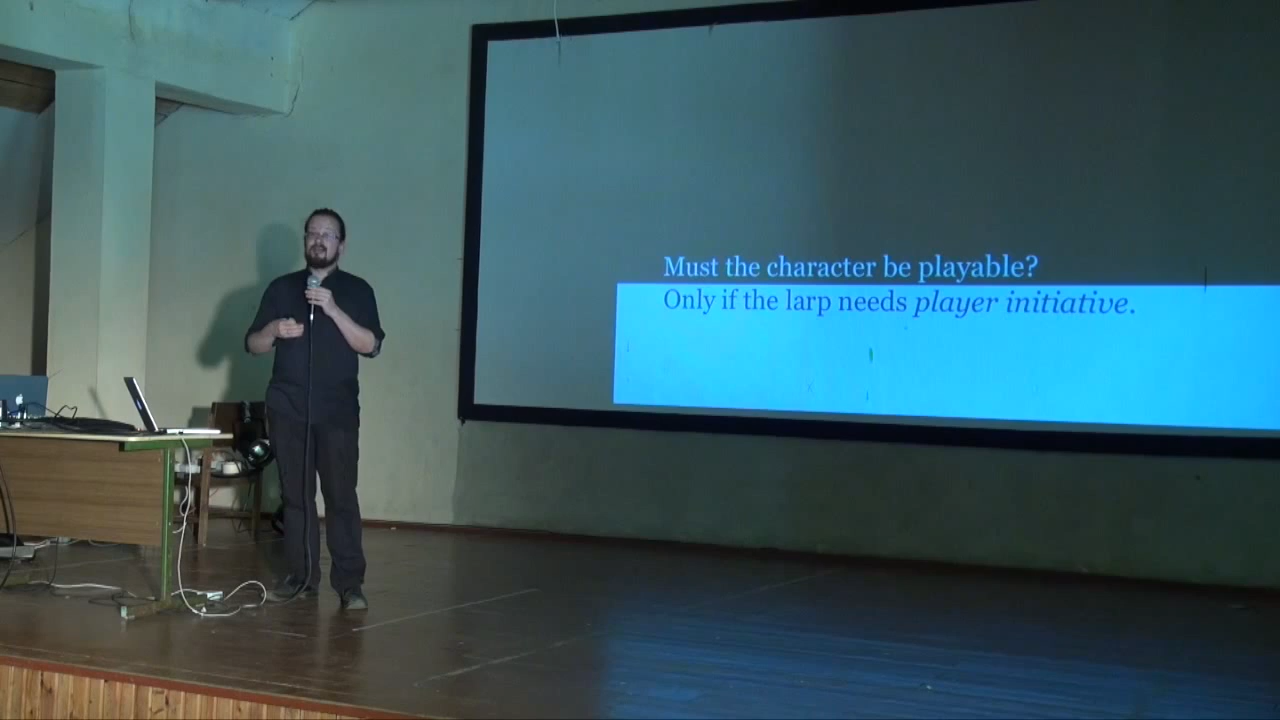 Must the character be playable?
Only if the larp needs player initiative.